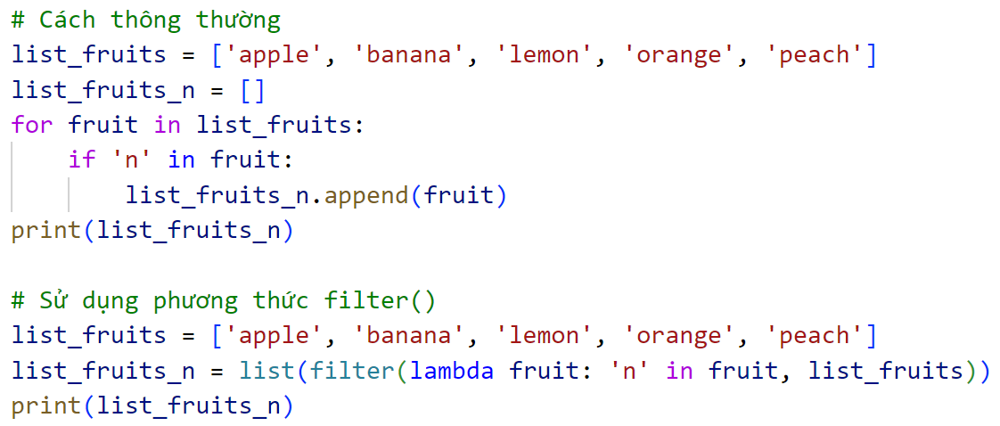 # Cách thông thường
list_fruits = ['apple', 'banana', 'lemon', 'orange', 'peach']
list_fruits_n = []
for fruit in list_fruits:
    if 'n' in fruit:
        list_fruits_n.append(fruit)
print(list_fruits_n)

# Sử dụng phương thức filter()
list_fruits = ['apple', 'banana', 'lemon', 'orange', 'peach']
list_fruits_n = list(filter(lambda fruit: 'n' in fruit, list_fruits))
print(list_fruits_n)